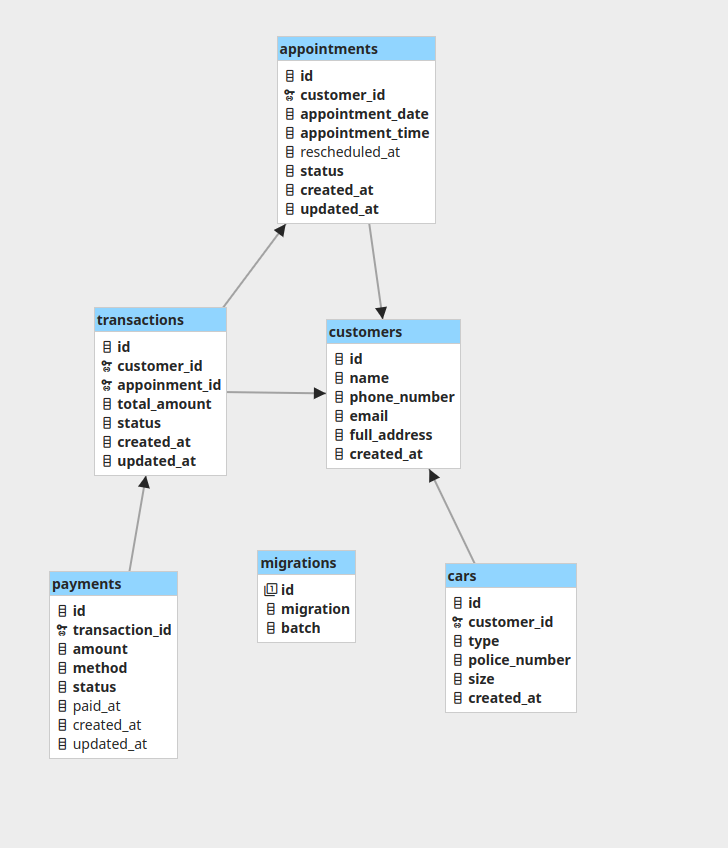 appointments
id
customer_id
appointment_date
appointment_time
rescheduled_at
status
created_at
updated_at
transactions
id
customer_id
appoinment_id
total_amount
status
created_at
updated_at
customers
id
name
phone_number
email
full_address
created_at
payments
id
transaction_id
amount
method
status
paid_at
created_at
updated_at
migrations
id
migration
batch
cars
id
customer_id
type
police_number
size
created_at